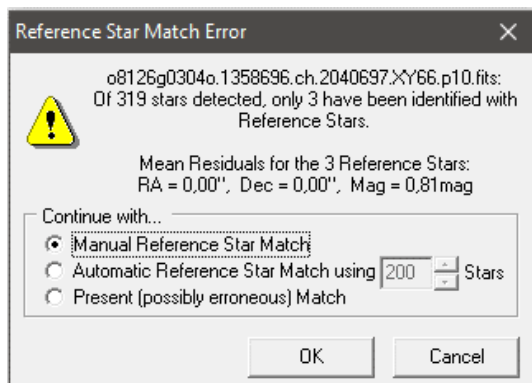 Reference Star Match Error
o8126g0304o.1358696.ch.2040697.XY66.p10.fits:
Of 319 stars detected, only 3 have been identified with
Reference Stars.
Mean Residuals for the 3 Reference Stars:
RA = 0,00", Dec = 0,00", Mag = 0,81mag
Continue with...
Manual Reference Star Match
Automatic Reference Star Match using 200 Stars
Present (possibly erroneous) Match
OK Cancel